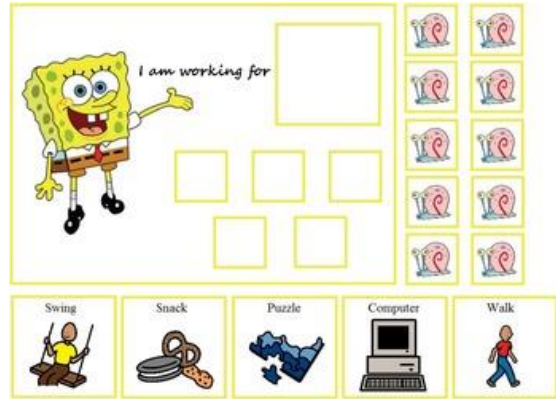 I am working for
Swing
Snack
Puzzle
Computer
Walk